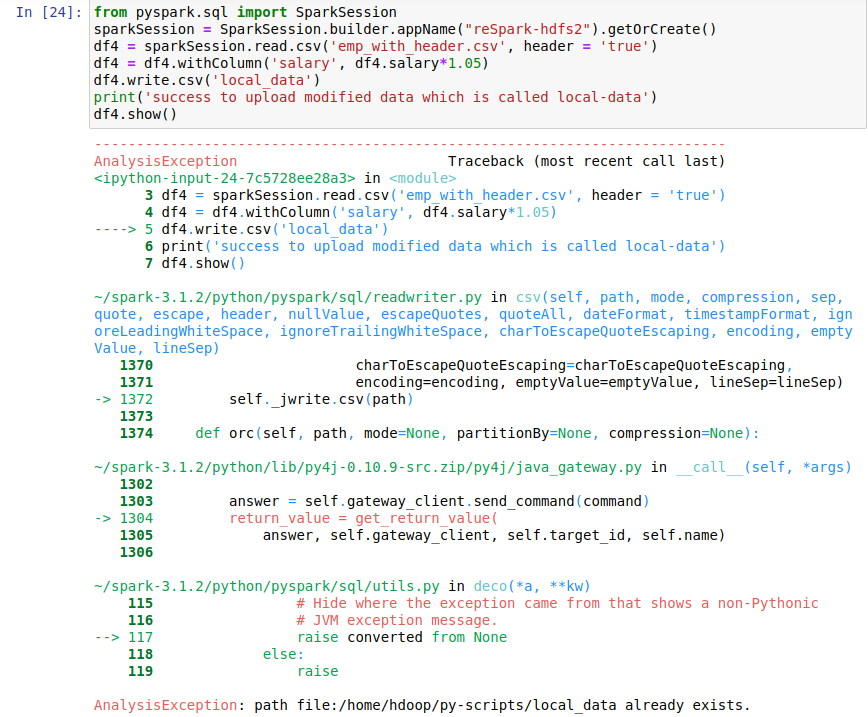 In [24]: from pyspark.sql import SparkSession
sparkSession = SparkSession.builder.appName("reSpark-hdfs2").getOrCreate()
df4 = sparkSession.read.csv('emp_with_header.csv', header = 'true')
df4 = df4.withColumn('salary', df4.salary*1.05)
df4.write.csv('local_data')
print('success to upload modified data which is called local-data')
df4.show()
---------------------------------------------------------------------------
AnalysisException                         Traceback (most recent call last)
<ipython-input-24-7c5728ee28a3> in <module>
      3 df4 = sparkSession.read.csv('emp_with_header.csv', header = 'true')
      4 df4 = df4.withColumn('salary', df4.salary*1.05)
----> 5 df4.write.csv('local_data')
      6 print('success to upload modified data which is called local-data')
      7 df4.show()
~/spark-3.1.2/python/pyspark/sql/readwriter.py in csv(self, path, mode, compression, sep,
quote, escape, header, nullValue, escapeQuotes, quoteAll, dateFormat, timestampFormat, ign
oreLeadingWhiteSpace, ignoreTrailingWhiteSpace, charToEscapeQuoteEscaping, encoding, empty
Value, lineSep)
   1370                        charToEscapeQuoteEscaping=charToEscapeQuoteEscaping,
   1371                        encoding=encoding, emptyValue=emptyValue, lineSep=lineSep)
-> 1372         self._jwrite.csv(path)
   1373
   1374     def orc(self, path, mode=None, partitionBy=None, compression=None):
~/spark-3.1.2/python/lib/py4j-0.10.9-src.zip/py4j/java_gateway.py in __call__(self, *args)
   1302
   1303         answer = self.gateway_client.send_command(command)
-> 1304         return_value = get_return_value(
   1305             answer, self.gateway_client, self.target_id, self.name)
   1306
~/spark-3.1.2/python/pyspark/sql/utils.py in deco(*a, **kw)
    115                 # Hide where the exception came from that shows a non-Pythonic
    116                 # JVM exception message.
--> 117                 raise converted from None
    118             else:
    119                 raise
AnalysisException: path file:/home/hdoop/py-scripts/local_data already exists.